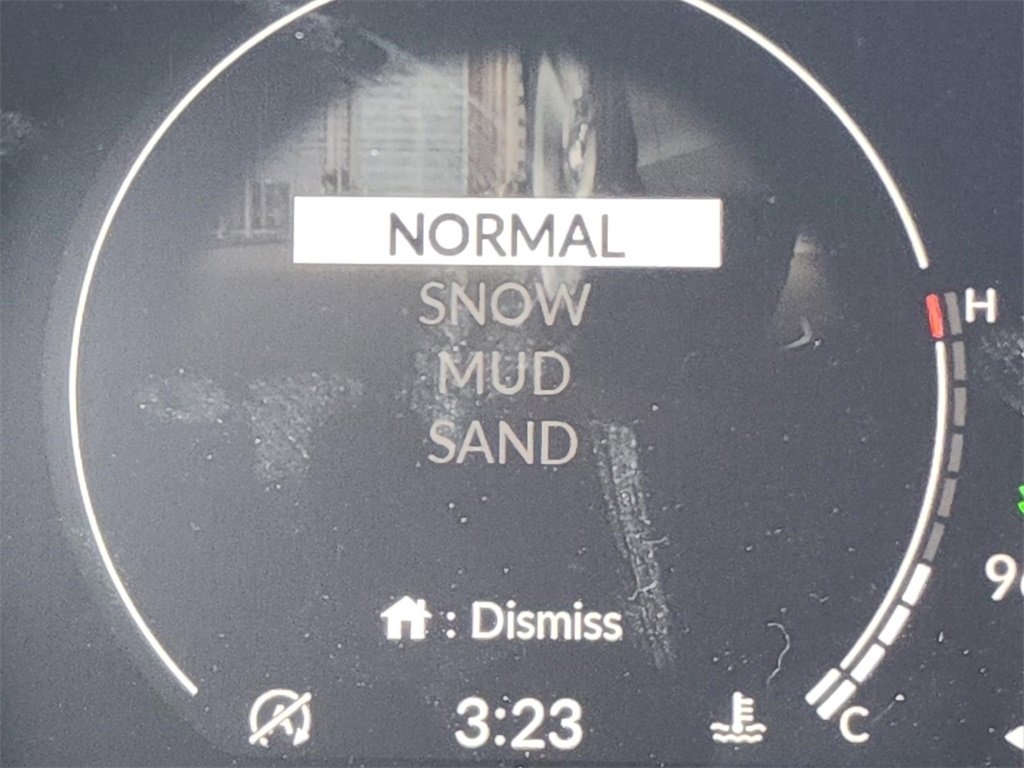 NORMAL
SNOW
MUD
SAND
H
: Dismiss
A
3:23
C